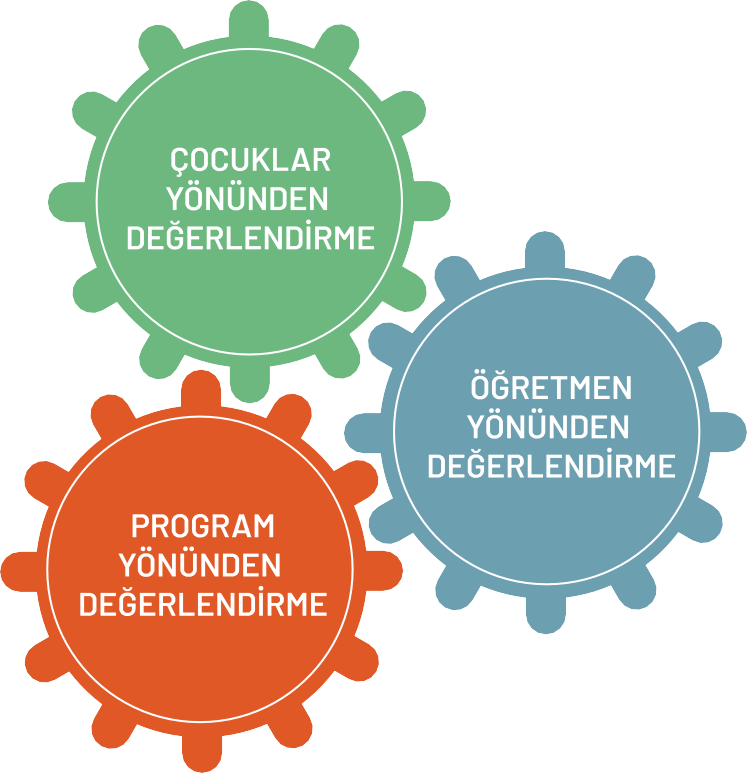 ÇOCUKLAR
YÖNÜNDEN
DEĞERLENDİRME
ÖĞRETMEN
YÖNÜNDEN
DEĞERLENDİRME
PROGRAM
YÖNÜNDEN
DEĞERLENDİRME